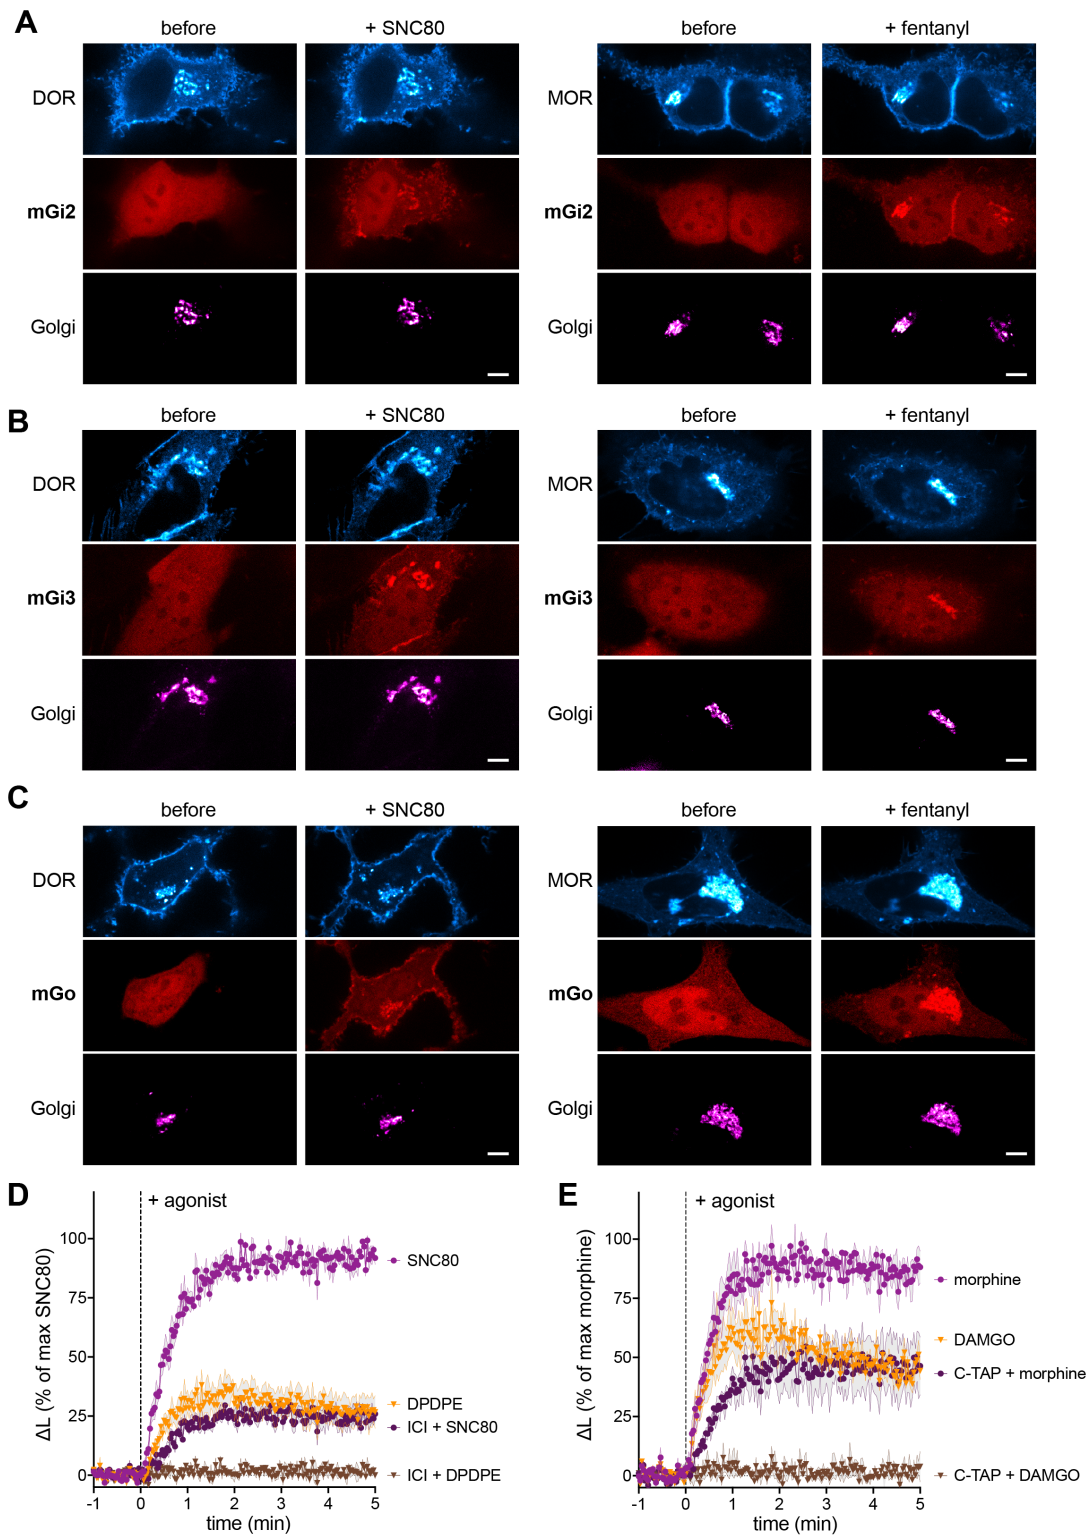 A
before
+ SNC80
before
+ fentanyl
DOR
MOR
mGi2
mGi2
Golgi
Golgi
B
before
+ SNC80
before
+ fentanyl
DOR
MOR
mGi3
mGi3
Golgi
Golgi
C
before
+ SNC80
before
+ fentanyl
DOR
MOR
mGo
mGo
Golgi
Golgi
D
+ agonist
ΔL (% of max SNC80)
100
75
50
25
0
SNC80
DPDPE
ICI + SNC80
ICI + DPDPE
-1 0 1 2 3 4 5
time (min)
E
+ agonist
ΔL (% of max morphine)
100
75
50
25
0
morphine
DAMGO
C-TAP + morphine
C-TAP + DAMGO
-1 0 1 2 3 4 5
time (min)